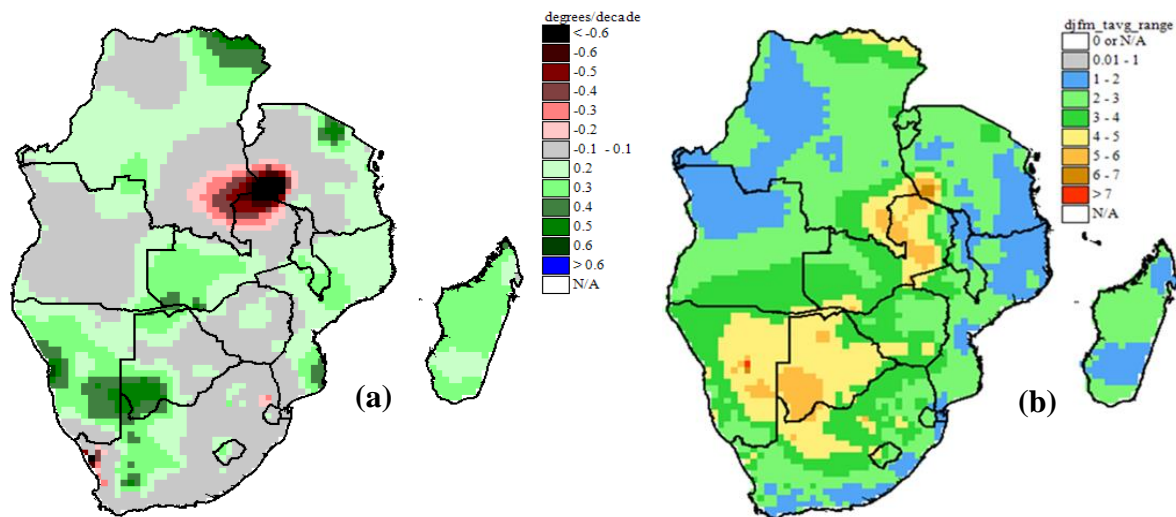 degrees/decade
< -0.6
-0.6
-0.5
-0.4
-0.3
-0.2
-0.1 - 0.1
0.2
0.3
0.4
0.5
0.6
> 0.6
N/A
(a)
djfm_tavg_range
0 or N/A
0.01 - 1
1 - 2
2 - 3
3 - 4
4 - 5
5 - 6
6 - 7
> 7
N/A
(b)